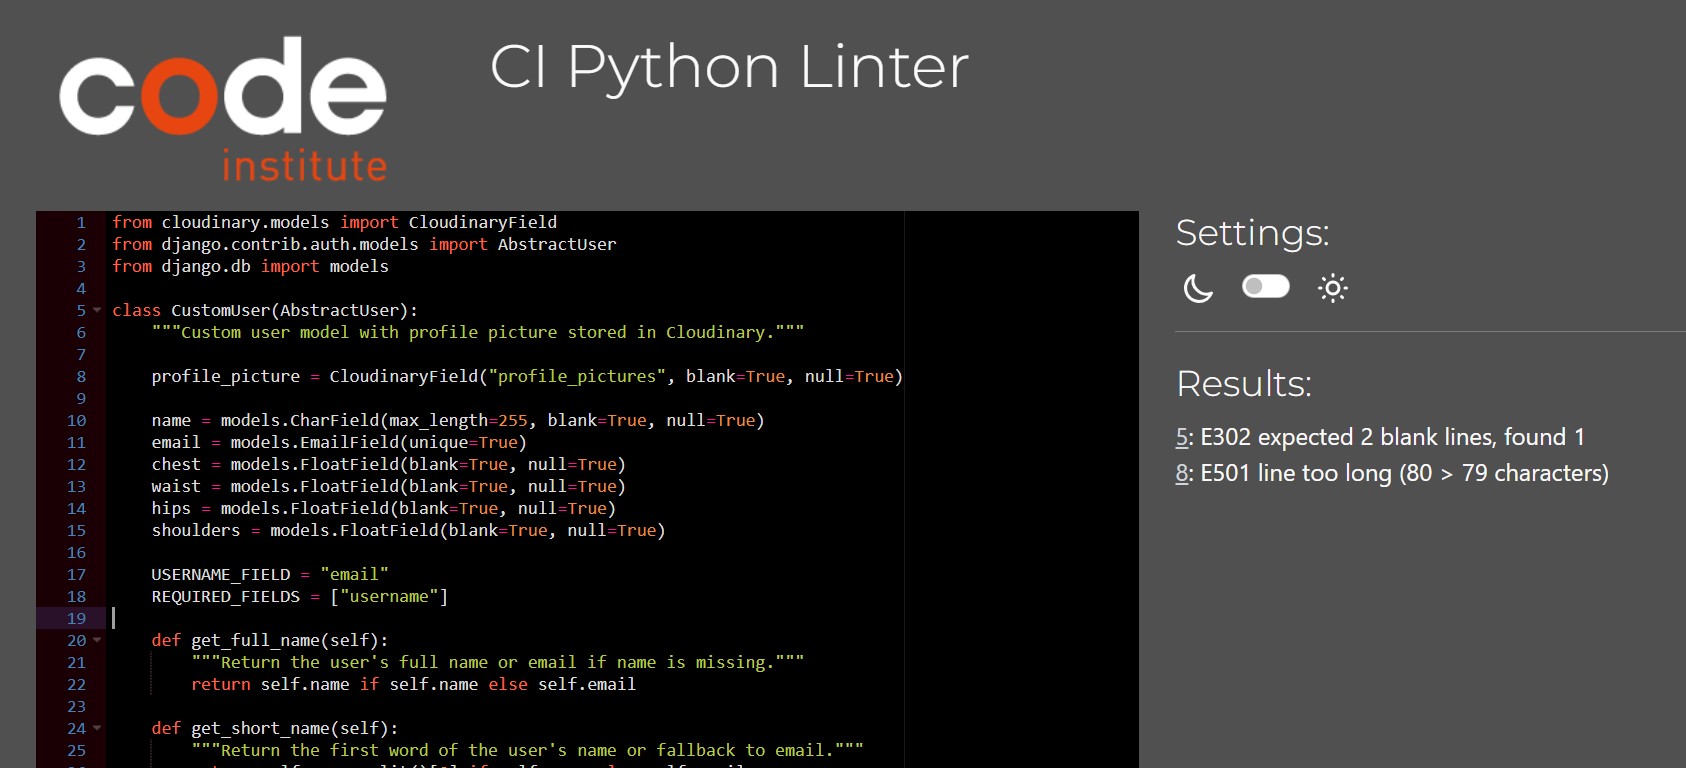 code
institute
CI Python Linter
1 from cloudinary.models import CloudinaryField
2 from django.contrib.auth.models import AbstractUser
3 from django.db import models
4
5 class CustomUser(AbstractUser):
6     """Custom user model with profile picture stored in Cloudinary."""
7
8     profile_picture = CloudinaryField("profile_pictures", blank=True, null=True)
9
10     name = models.CharField(max_length=255, blank=True, null=True)
11     email = models.EmailField(unique=True)
12     chest = models.FloatField(blank=True, null=True)
13     waist = models.FloatField(blank=True, null=True)
14     hips = models.FloatField(blank=True, null=True)
15     shoulders = models.FloatField(blank=True, null=True)
16
17     USERNAME_FIELD = "email"
18     REQUIRED_FIELDS = ["username"]
19
20     def get_full_name(self):
21         """Return the user's full name or email if name is missing."""
22         return self.name if self.name else self.email
23
24     def get_short_name(self):
25         """Return the first word of the user's name or fallback to email."""
Settings:
Results:
5: E302 expected 2 blank lines, found 1
8: E501 line too long (80 > 79 characters)